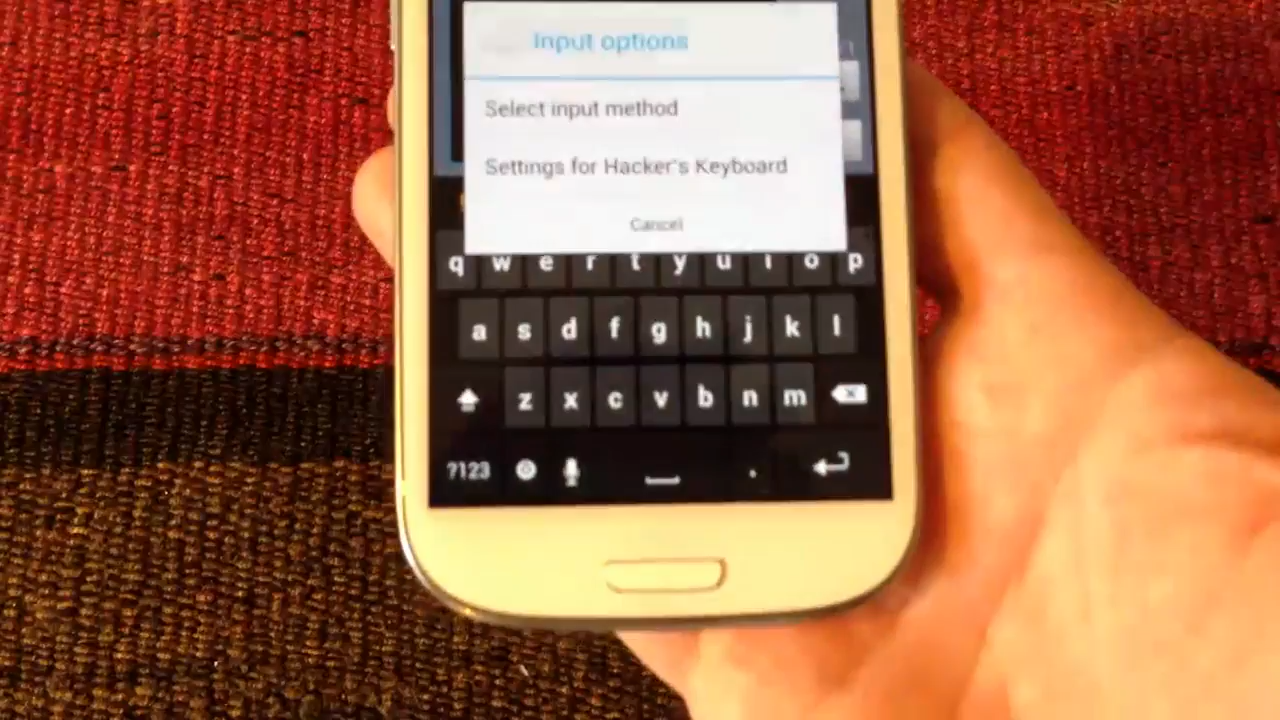 Input options
Select input method
Settings for Hacker's Keyboard
Cancel
q w e r t y u i o p
a s d f g h j k l
z x c v b n m
?123 .